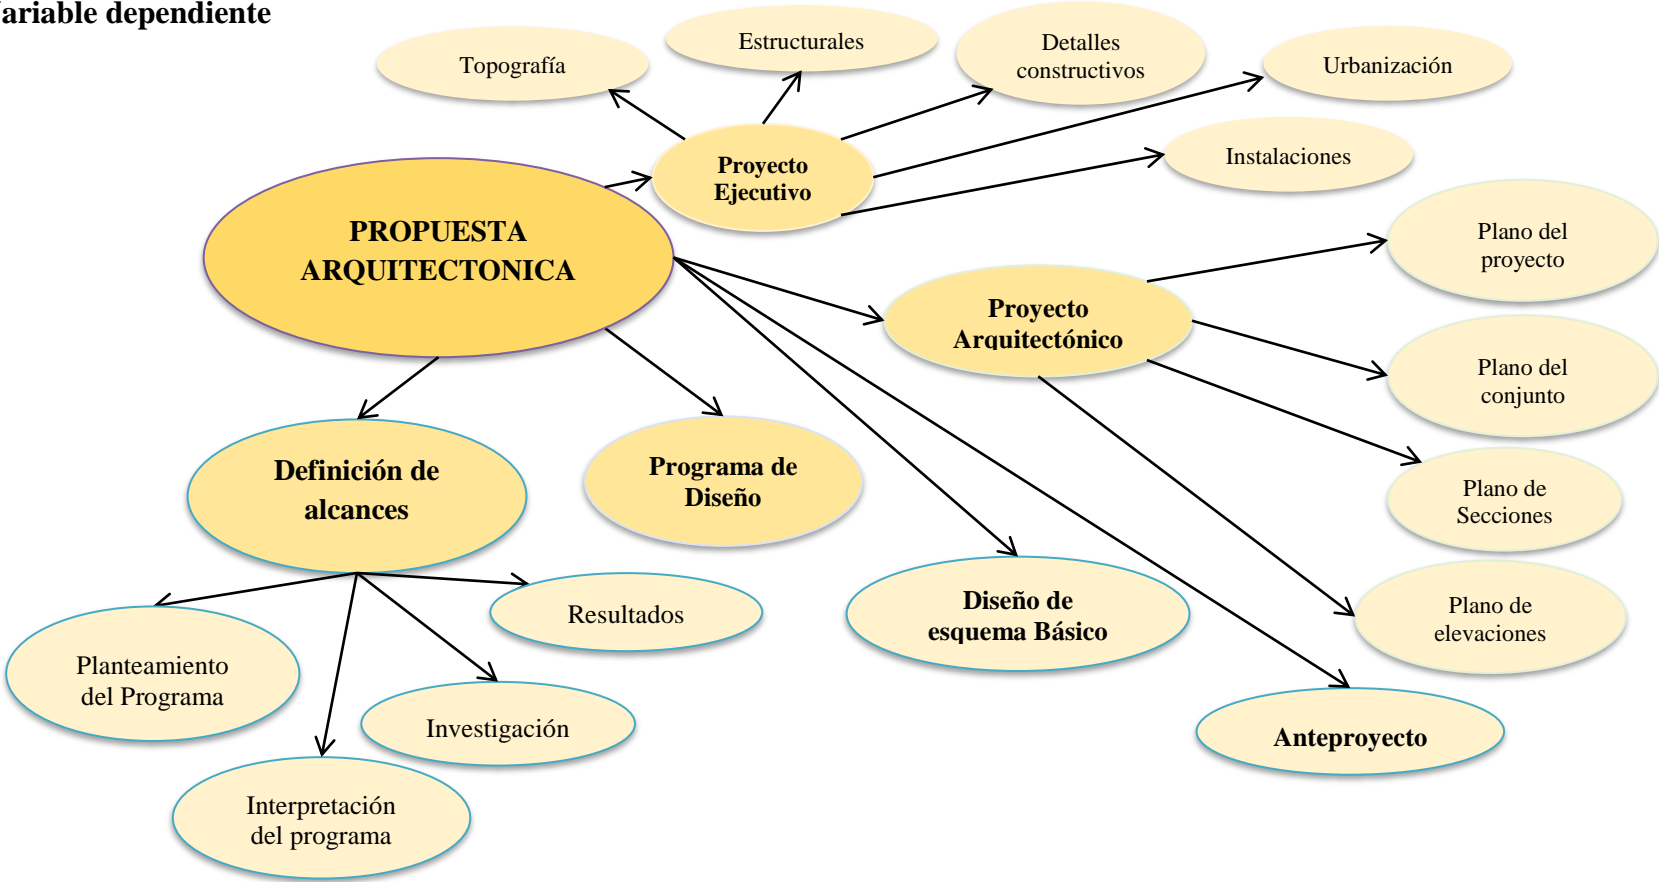 ariable dependiente
Topografía
Estructurales
Detalles
constructivos
Urbanización
Proyecto
Ejecutivo
Instalaciones
PROPUESTA
ARQUITECTONICA
Plano del
proyecto
Proyecto
Arquitectónico
Plano del
conjunto
Definición de
alcances
Programa de
Diseño
Plano de
Secciones
Resultados
Diseño de
esquema Básico
Plano de
elevaciones
Planteamiento
del Programa
Investigación
Anteproyecto
Interpretación
del programa